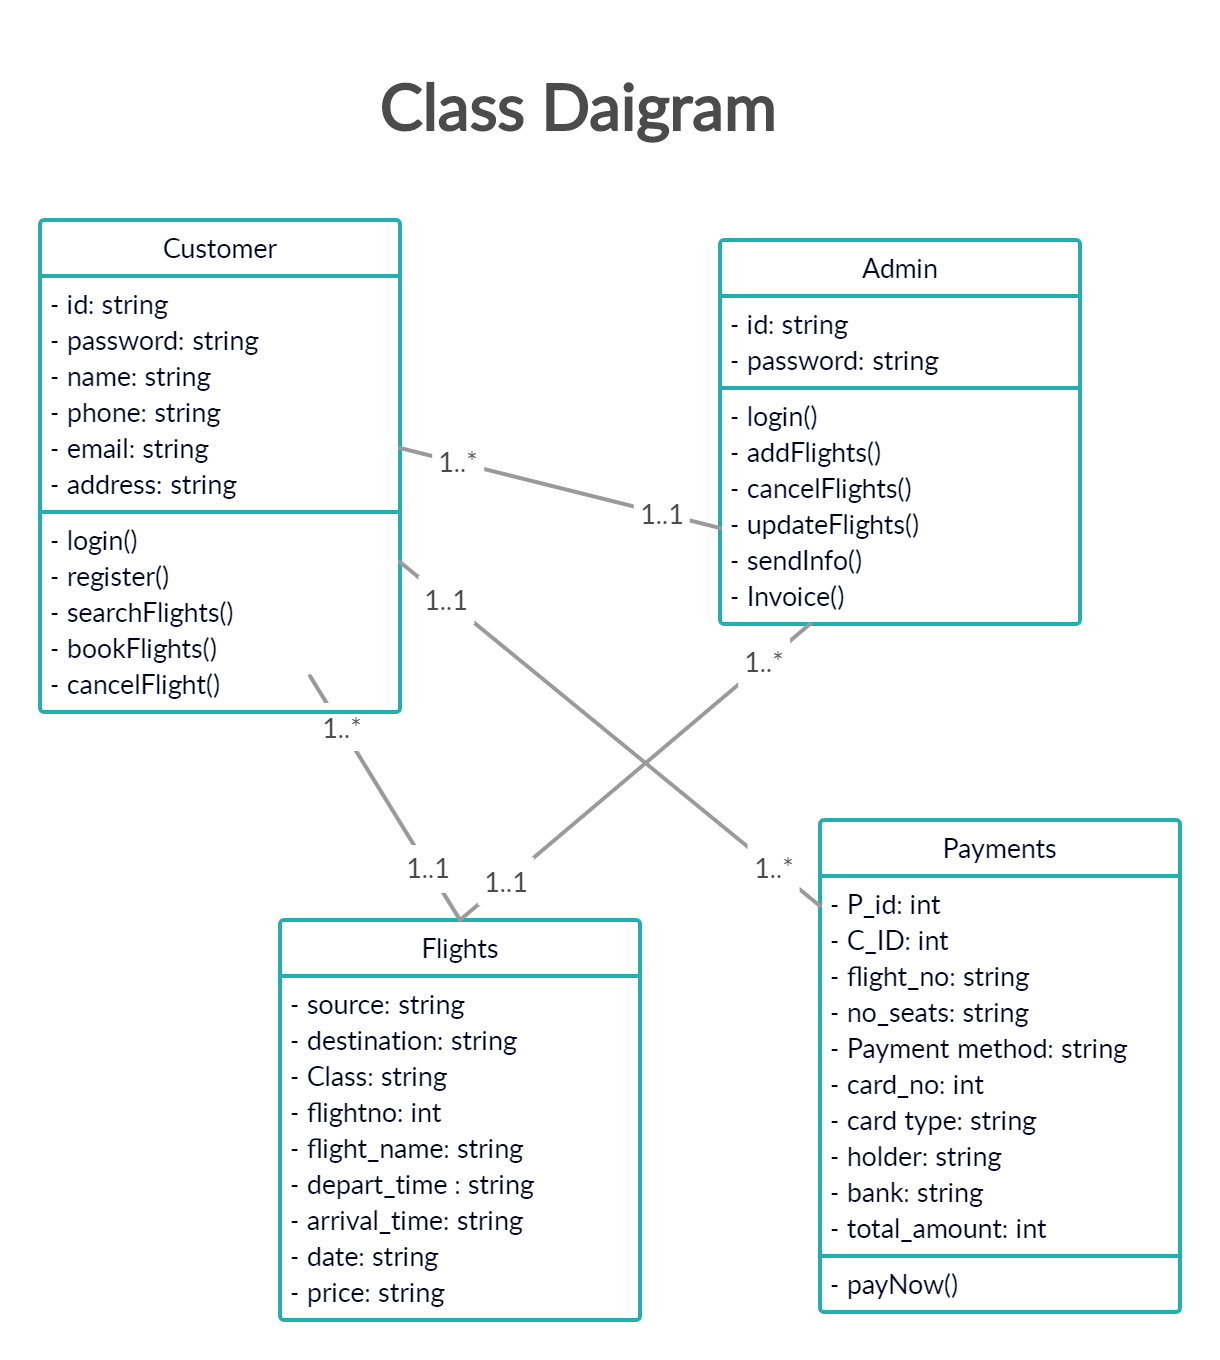 Class Daigram
Customer
- id: string
- password: string
- name: string
- phone: string
- email: string
- address: string
- login()
- register()
- searchFlights()
- bookFlights()
- cancelFlight()
Admin
- id: string
- password: string
- login()
- addFlights()
- cancelFlights()
- updateFlights()
- sendInfo()
- Invoice()
1..*
1..1
1..1
1..*
1..*
1..1
1..1
1..*
Flights
- source: string
- destination: string
- Class: string
- flightno: int
- flight_name: string
- depart_time : string
- arrival_time: string
- date: string
- price: string
Payments
- P_id: int
- C_ID: int
- flight_no: string
- no_seats: string
- Payment method: string
- card_no: int
- card type: string
- holder: string
- bank: string
- total_amount: int
- payNow()